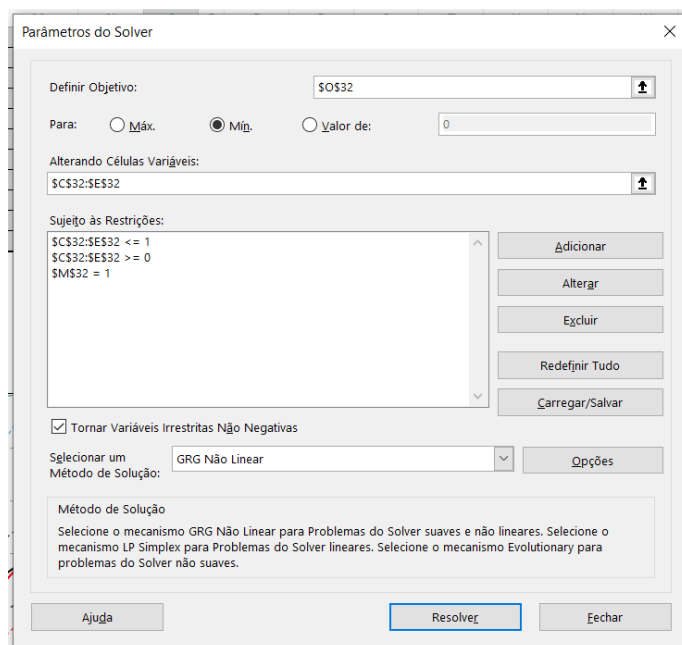 Parâmetros do Solver
Definir Objetivo:
$O$32
Para:
Máx.
Mín.
Valor de:
0
Alterando Células Variáveis:
$C$32:$E$32
Sujeito às Restrições:
$C$32:$E$32 <= 1
$C$32:$E$32 >= 0
$M$32 = 1
Adicionar
Alterar
Excluir
Redefinir Tudo
Carregar/Salvar
Tornar Variáveis Irrestritas Não Negativas
Selecionar um
Método de Solução:
GRG Não Linear
Opções
Método de Solução
Selecione o mecanismo GRG Não Linear para Problemas do Solver suaves e não lineares. Selecione o
mecanismo LP Simplex para Problemas do Solver lineares. Selecione o mecanismo Evolutionary para
problemas do Solver não suaves.
Ajuda
Resolver
Fechar